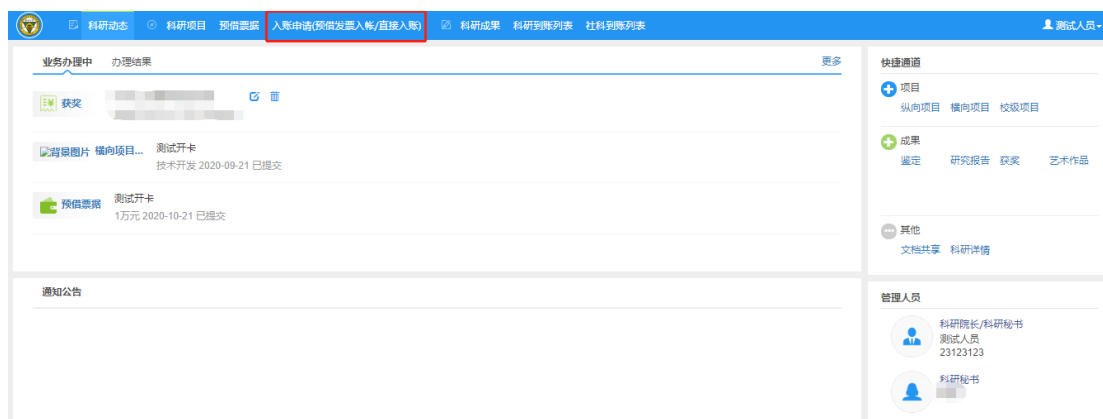 科研动态 科研项目 预借票据 入账申请(预借发票入帐/直接入账) 科研成果 科研到账列表 社科到账列表 测试人员
业务办理中 办理结果 更多
获奖
背景图片 横向项目... 测试开卡
技术开发 2020-09-21 已提交
预借票据 测试开卡
1万元 2020-10-21 已提交
通知公告
快捷通道
项目
纵向项目 横向项目 校级项目
成果
鉴定 研究报告 获奖 艺术作品
其他
文档共享 科研详情
管理人员
科研院长/科研秘书
测试人员
23123123
科研秘书